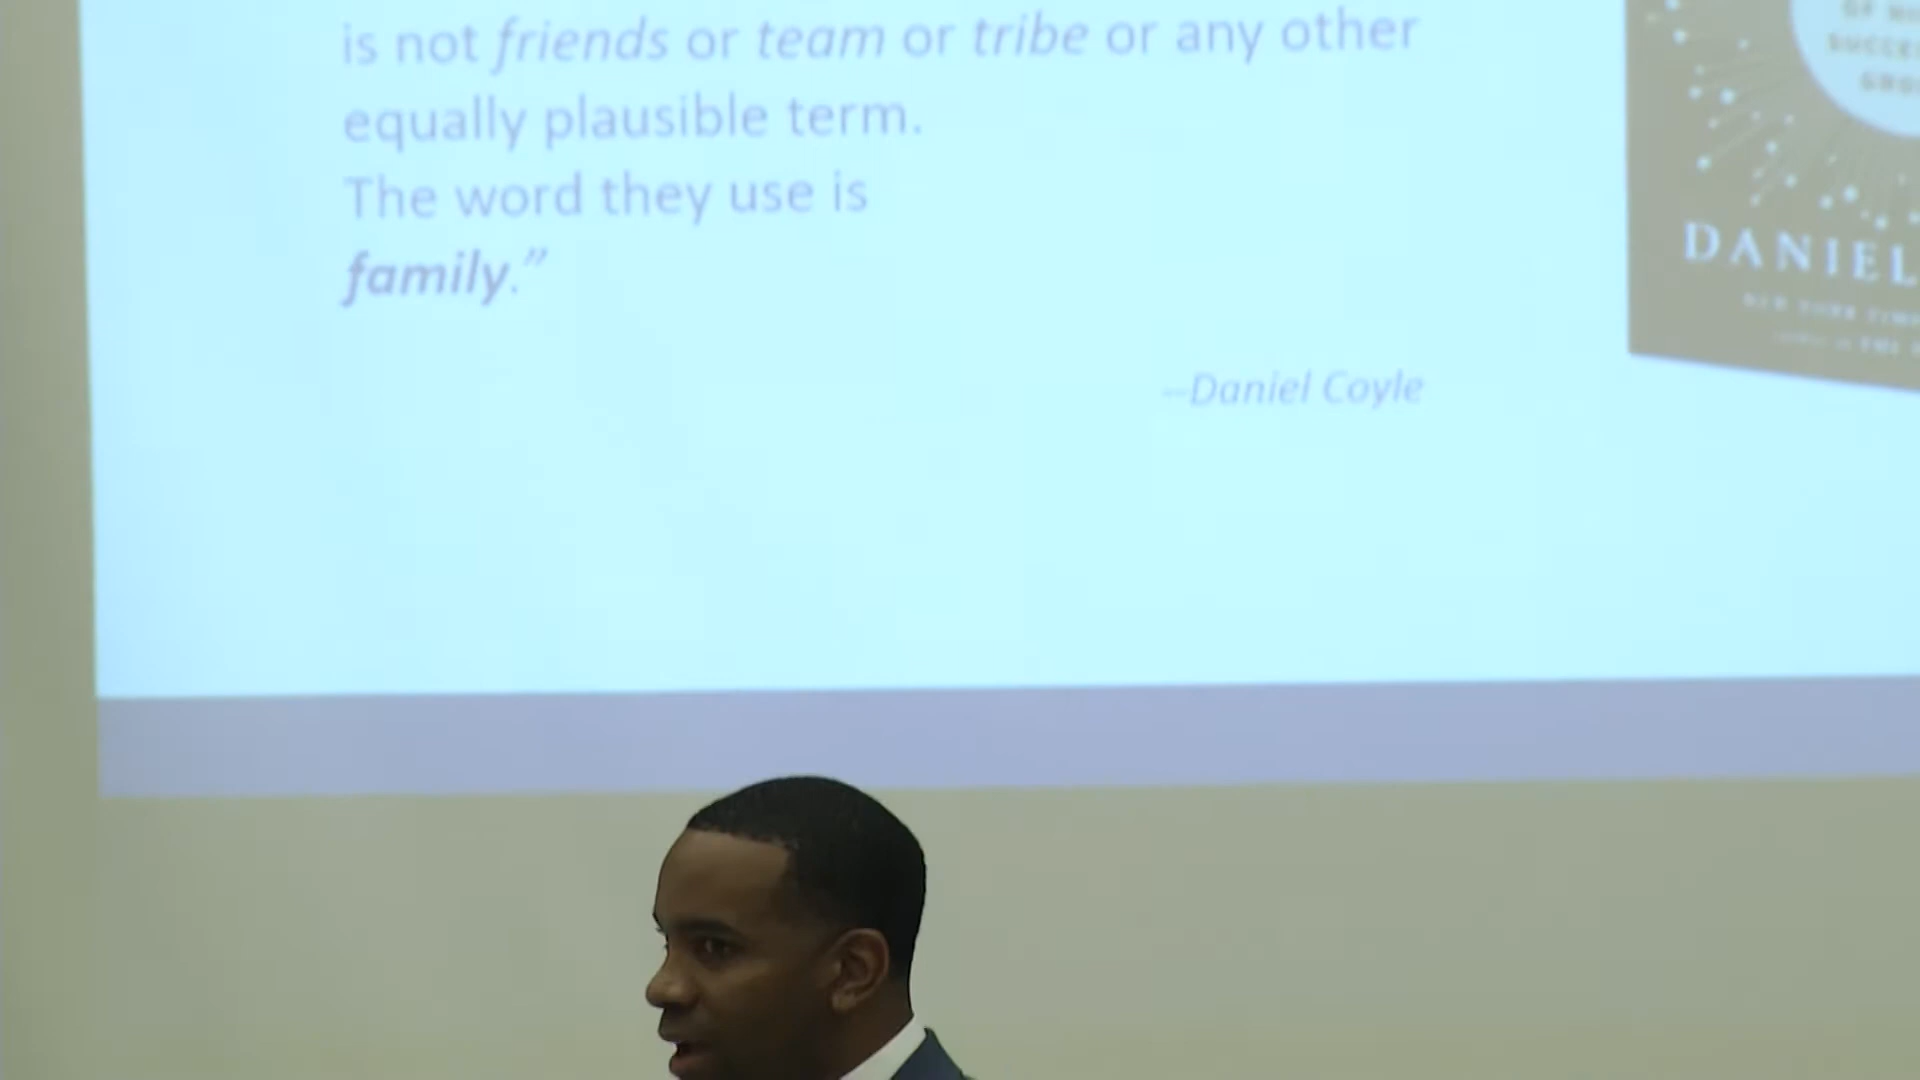 is not friends or team or tribe or any other
equally plausible term.
The word they use is
family.”
--Daniel Coyle
DANIEL